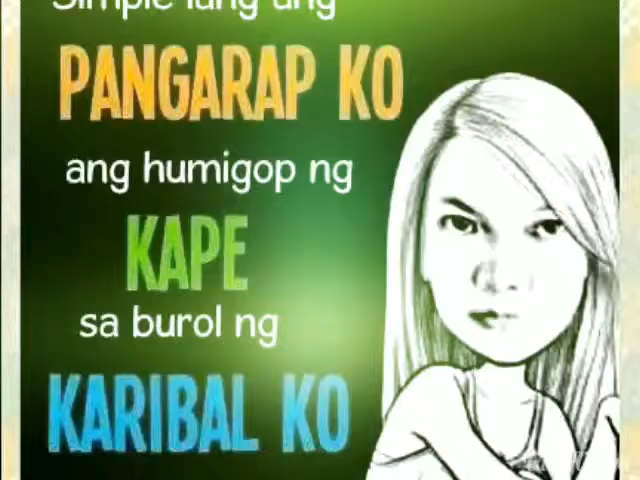 Simple lang ang
PANGARAP KO
ang humigop ng
KAPE
sa burol ng
KARIBAL KO